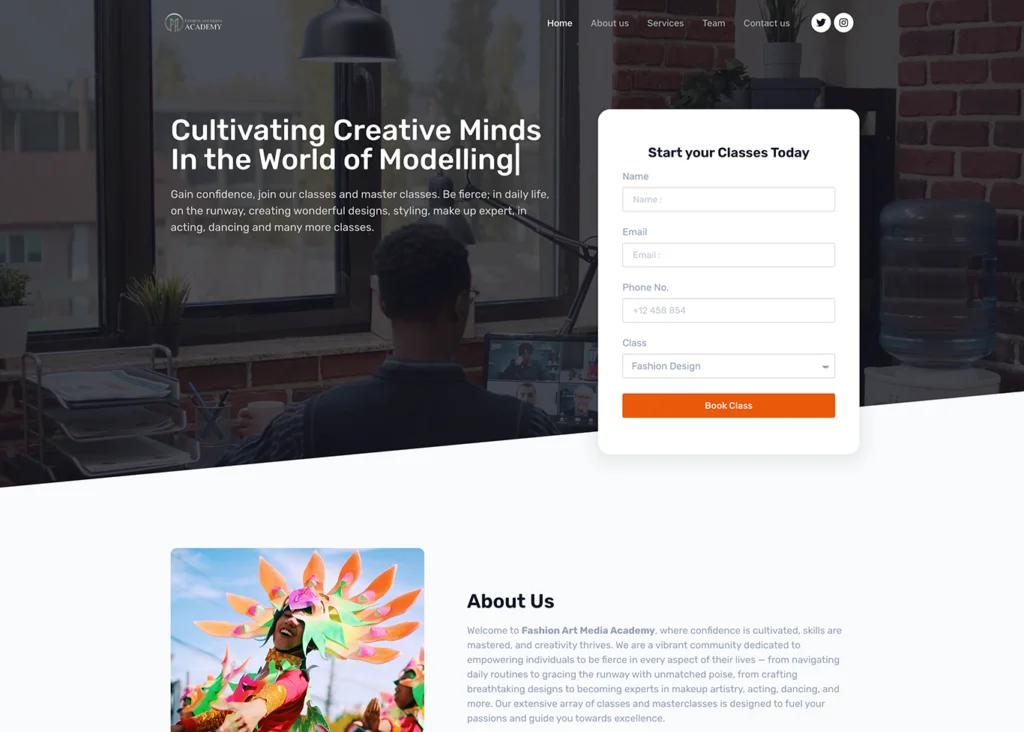 FASHION ART MEDIA
ACADEMY
Home
About us
Services
Team
Contact us
Cultivating Creative Minds
In the World of Modelling|
Gain confidence, join our classes and master classes. Be fierce; in daily life,
on the runway, creating wonderful designs, styling, make up expert, in
acting, dancing and many more classes.
Start your Classes Today
Name
Name :
Email
Email :
Phone No.
+12 458 854
Class
Fashion Design
Book Class
About Us
Welcome to Fashion Art Media Academy, where confidence is cultivated, skills are
mastered, and creativity thrives. We are a vibrant community dedicated to
empowering individuals to be fierce in every aspect of their lives — from navigating
daily routines to gracing the runway with unmatched poise, from crafting
breathtaking designs to becoming experts in makeup artistry, acting, dancing, and
more. Our extensive array of classes and masterclasses is designed to fuel your
passions and guide you towards excellence.